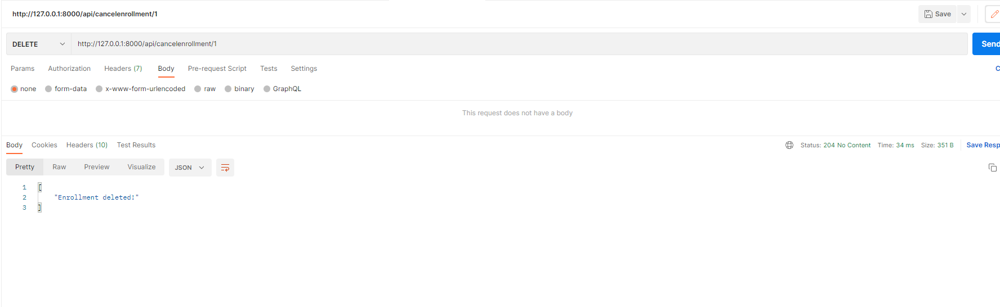 http://127.0.0.1:8000/api/cancelenrollment/1
Save
DELETE http://127.0.0.1:8000/api/cancelenrollment/1 Send
Params Authorization Headers (7) Body Pre-request Script Tests Settings C
none form-data x-www-form-urlencoded raw binary GraphQL
This request does not have a body
Body Cookies Headers (10) Test Results Status: 204 No Content Time: 34 ms Size: 351 B Save Resp
Pretty Raw Preview Visualize JSON
1 [
2 "Enrollment deleted!"
3 ]